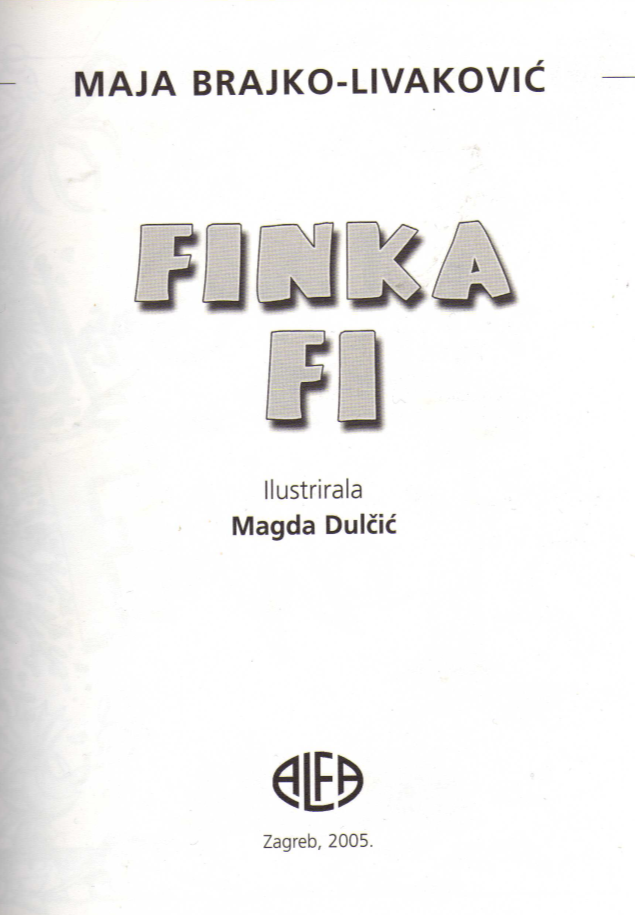 MAJA BRAJKO-LIVAKOVIĆ
FINKA
FI
Ilustrirala
Magda Dulčić
ALFA
Zagreb, 2005.